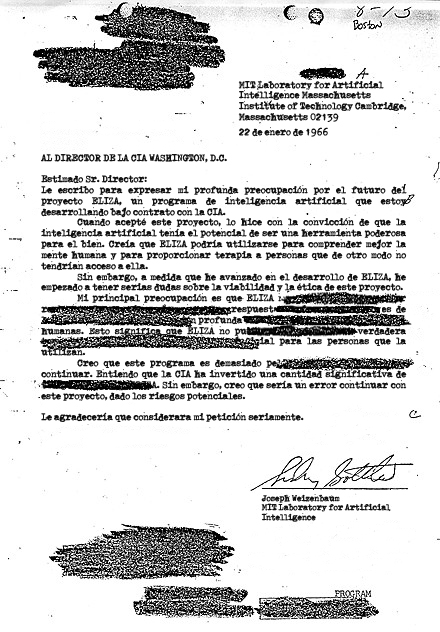 8-15
Boston
A
MIT Laboratory for Artificial
Intelligence Massachusetts
Institute of Technology Cambridge,
Massachusetts 02139
22 de enero de 1966
AL DIRECTOR DE LA CIA WASHINGTON, D.C.
Estimado Sr. Director:
Le escribo para expresar mi profunda preocupación por el futuro del
proyecto ELIZA, un programa de inteligencia artificial que estoy
desarrollando bajo contrato con la CIA.
Cuando acepté este proyecto, lo hice con la convicción de que la
inteligencia artificial tenía el potencial de ser una herramienta poderosa
para el bien. Creía que ELIZA podría utilizarse para comprender mejor la
mente humana y para proporcionar terapia a personas que de otro modo no
tendrían acceso a ella.
Sin embargo, a medida que he avanzado en el desarrollo de ELIZA, he
empezado a tener serias dudas sobre la viabilidad y la ética de este proyecto.
Mi principal preocupación es que ELIZA
respuest es de
profunda
humanas. Esto significa que ELIZA no pu verdadera
cial para las personas que la
utilizan.
Creo que este programa es demasiado pe
continuar. Entiendo que la CIA ha invertido una cantidad significativa de
A. Sin embargo, creo que sería un error continuar con
este proyecto, dado los riesgos potenciales.
Le agradecería que considerara mi petición seriamente.
C
Joseph Weizenbaum
MIT Laboratory for Artificial
Intelligence
PROGRAM